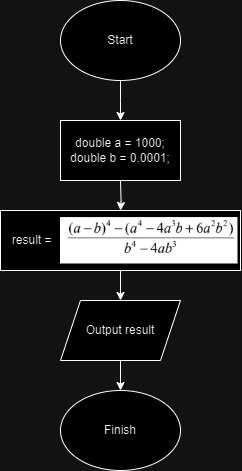 Start
double a = 1000;
double b = 0.0001;
result = 
(a−b)⁴−(a⁴−4a³b+6a²b²)
b⁴−4ab³
Output result
Finish